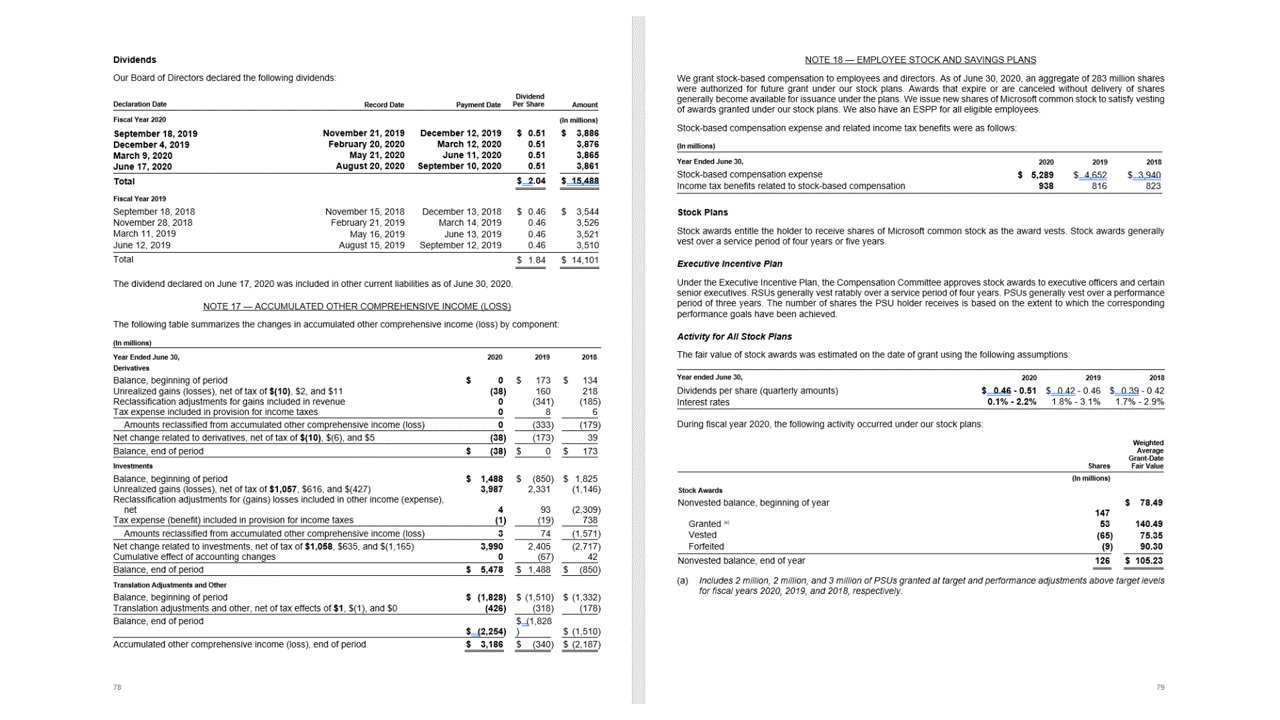 Dividends
Our Board of Directors declared the following dividends:
Declaration Date Record Date Payment Date Dividend Per Share Amount
Fiscal Year 2020 (In millions)
September 18, 2019 November 21, 2019 December 12, 2019 $ 0.51 $ 3,886
December 4, 2019 February 20, 2020 March 12, 2020 0.51 3,876
March 9, 2020 May 21, 2020 June 11, 2020 0.51 3,865
June 17, 2020 August 20, 2020 September 10, 2020 0.51 3,861
Total $ 2.04 $ 15,488
Fiscal Year 2019
September 18, 2018 November 15, 2018 December 13, 2018 $ 0.46 $ 3,544
November 28, 2018 February 21, 2019 March 14, 2019 0.46 3,526
March 11, 2019 May 16, 2019 June 13, 2019 0.46 3,521
June 12, 2019 August 15, 2019 September 12, 2019 0.46 3,510
Total $ 1.84 $ 14,101
The dividend declared on June 17, 2020 was included in other current liabilities as of June 30, 2020.
NOTE 17 — ACCUMULATED OTHER COMPREHENSIVE INCOME (LOSS)
The following table summarizes the changes in accumulated other comprehensive income (loss) by component:
(In millions)
Year Ended June 30, 2020 2019 2018
Derivatives
Balance, beginning of period $ 0 $ 173 $ 134
Unrealized gains (losses), net of tax of $(10), $2, and $11 (38) 160 218
Reclassification adjustments for gains included in revenue 0 (341) (185)
Tax expense included in provision for income taxes 0 8 6
Amounts reclassified from accumulated other comprehensive income (loss) 0 (333) (179)
Net change related to derivatives, net of tax of $(10), $(6), and $5 (38) (173) 39
Balance, end of period $ (38) $ 0 $ 173
Investments
Balance, beginning of period $ 1,488 $ (850) $ 1,825
Unrealized gains (losses), net of tax of $1,057, $616, and $(427) 3,987 2,331 (1,146)
Reclassification adjustments for (gains) losses included in other income (expense),
net 4 93 (2,309)
Tax expense (benefit) included in provision for income taxes (1) (19) 738
Amounts reclassified from accumulated other comprehensive income (loss) 3 74 (1,571)
Net change related to investments, net of tax of $1,058, $635, and $(1,165) 3,990 2,405 (2,717)
Cumulative effect of accounting changes 0 (67) 42
Balance, end of period $ 5,478 $ 1,488 $ (850)
Translation Adjustments and Other
Balance, beginning of period $ (1,828) $ (1,510) $ (1,332)
Translation adjustments and other, net of tax effects of $1, $(1), and $0 (426) (318) (178)
Balance, end of period $ (1,828
$ (2,254) ) $ (1,510)
Accumulated other comprehensive income (loss), end of period $ 3,186 $ (340) $ (2,187)
78
NOTE 18 — EMPLOYEE STOCK AND SAVINGS PLANS
We grant stock-based compensation to employees and directors. As of June 30, 2020, an aggregate of 283 million shares
were authorized for future grant under our stock plans. Awards that expire or are canceled without delivery of shares
generally become available for issuance under the plans. We issue new shares of Microsoft common stock to satisfy vesting
of awards granted under our stock plans. We also have an ESPP for all eligible employees.
Stock-based compensation expense and related income tax benefits were as follows:
(In millions)
Year Ended June 30, 2020 2019 2018
Stock-based compensation expense $ 5,289 $ 4,652 $ 3,940
Income tax benefits related to stock-based compensation 938 816 823
Stock Plans
Stock awards entitle the holder to receive shares of Microsoft common stock as the award vests. Stock awards generally
vest over a service period of four years or five years.
Executive Incentive Plan
Under the Executive Incentive Plan, the Compensation Committee approves stock awards to executive officers and certain
senior executives. RSUs generally vest ratably over a service period of four years. PSUs generally vest over a performance
period of three years. The number of shares the PSU holder receives is based on the extent to which the corresponding
performance goals have been achieved.
Activity for All Stock Plans
The fair value of stock awards was estimated on the date of grant using the following assumptions:
Year ended June 30, 2020 2019 2018
Dividends per share (quarterly amounts) $ 0.46 - 0.51 $ 0.42 - 0.46 $ 0.39 - 0.42
Interest rates 0.1% - 2.2% 1.8% - 3.1% 1.7% - 2.9%
During fiscal year 2020, the following activity occurred under our stock plans:
Shares Weighted Average Grant-Date Fair Value
(In millions)
Stock Awards
Nonvested balance, beginning of year $ 78.49
147
Granted (a) 53 140.49
Vested (65) 75.35
Forfeited (9) 90.30
Nonvested balance, end of year 126 $ 105.23
(a) Includes 2 million, 2 million, and 3 million of PSUs granted at target and performance adjustments above target levels
for fiscal years 2020, 2019, and 2018, respectively.
79